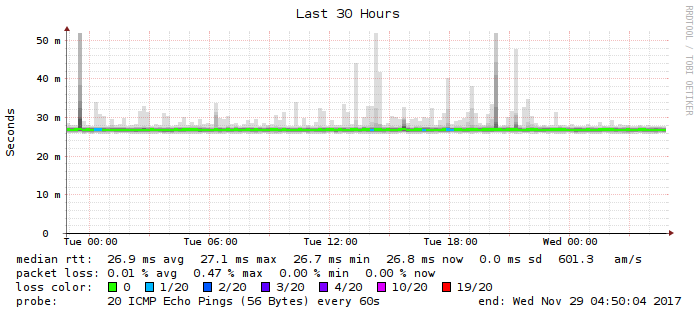 Last 30 Hours
RRDTOOL / TOBI OETIKER
Seconds
50 m
40 m
30 m
20 m
10 m
0
Tue 00:00 Tue 06:00 Tue 12:00 Tue 18:00 Wed 00:00
median rtt: 26.9 ms avg 27.1 ms max 26.7 ms min 26.8 ms now 0.0 ms sd 601.3 am/s
packet loss: 0.01 % avg 0.47 % max 0.00 % min 0.00 % now
loss color: 0 1/20 2/20 3/20 4/20 10/20 19/20
probe: 20 ICMP Echo Pings (56 Bytes) every 60s end: Wed Nov 29 04:50:04 2017